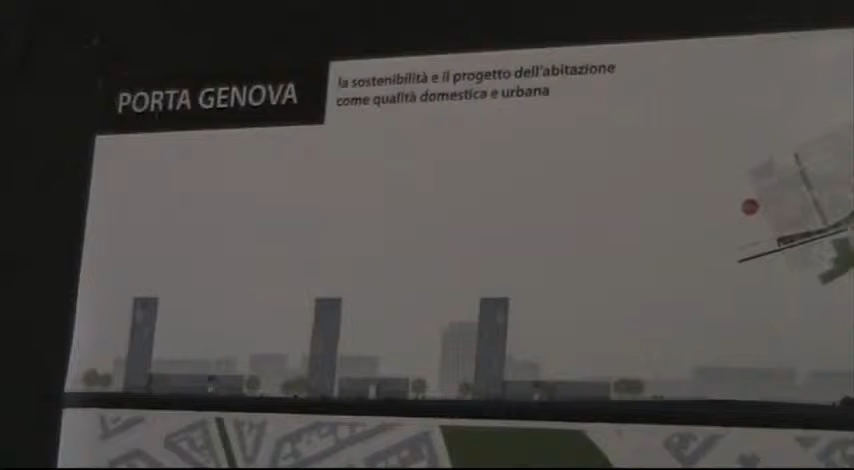 PORTA GENOVA
la sostenibilità e il progetto dell'abitazione
come qualità domestica e urbana